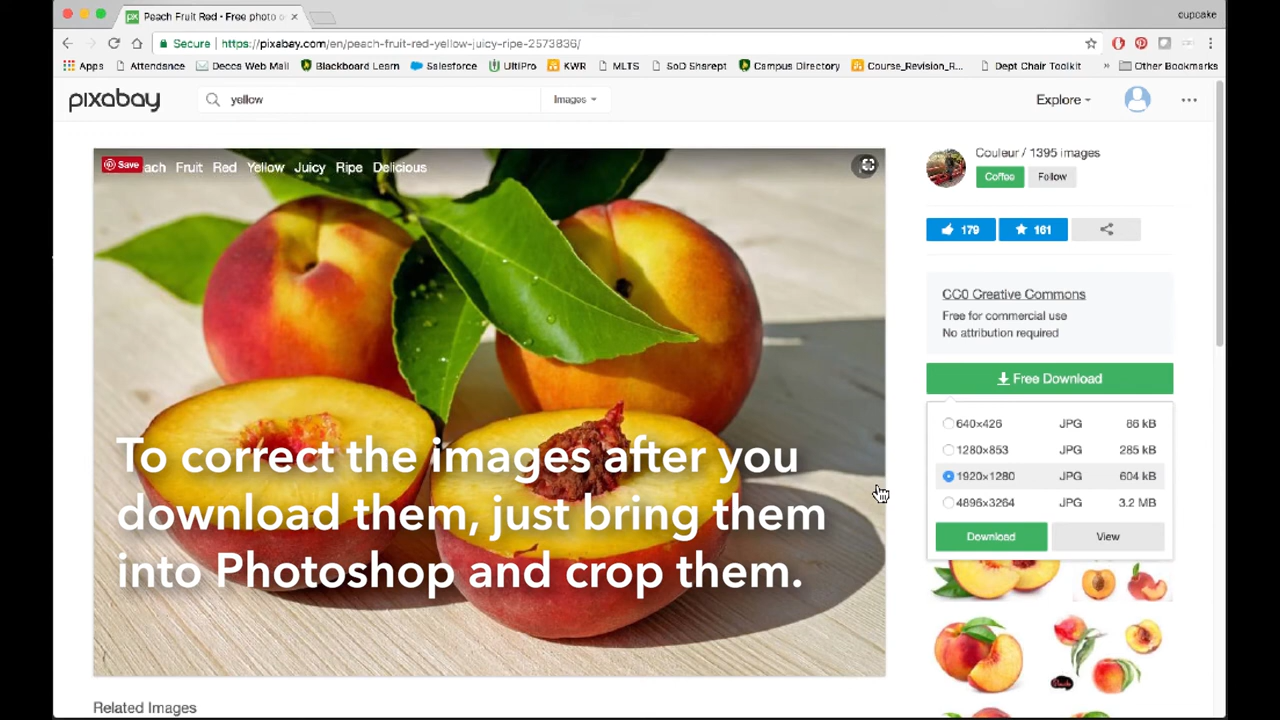 Peach Fruit Red • Free photo o
cupcake
Secure https://pixabay.com/en/peach-fruit-red-yellow-juicy-ripe-2573836/
Apps Attendance Decca Web Mail Blackboard Learn Salesforce UltiPro KWR MLTS SoD Sharept Campus Directory Course_Revision_R... Dept Chair Toolkit » Other Bookmarks
pixabay yellow Images Explore
Save ach Fruit Red Yellow Juicy Ripe Delicious
Couleur / 1395 images
Coffee Follow
179 161
CC0 Creative Commons
Free for commercial use
No attribution required
Free Download
640×426 JPG 86 kB
1280×853 JPG 285 kB
1920×1280 JPG 604 kB
4896×3264 JPG 3.2 MB
Download View
To correct the images after you
download them, just bring them
into Photoshop and crop them.
Related Images